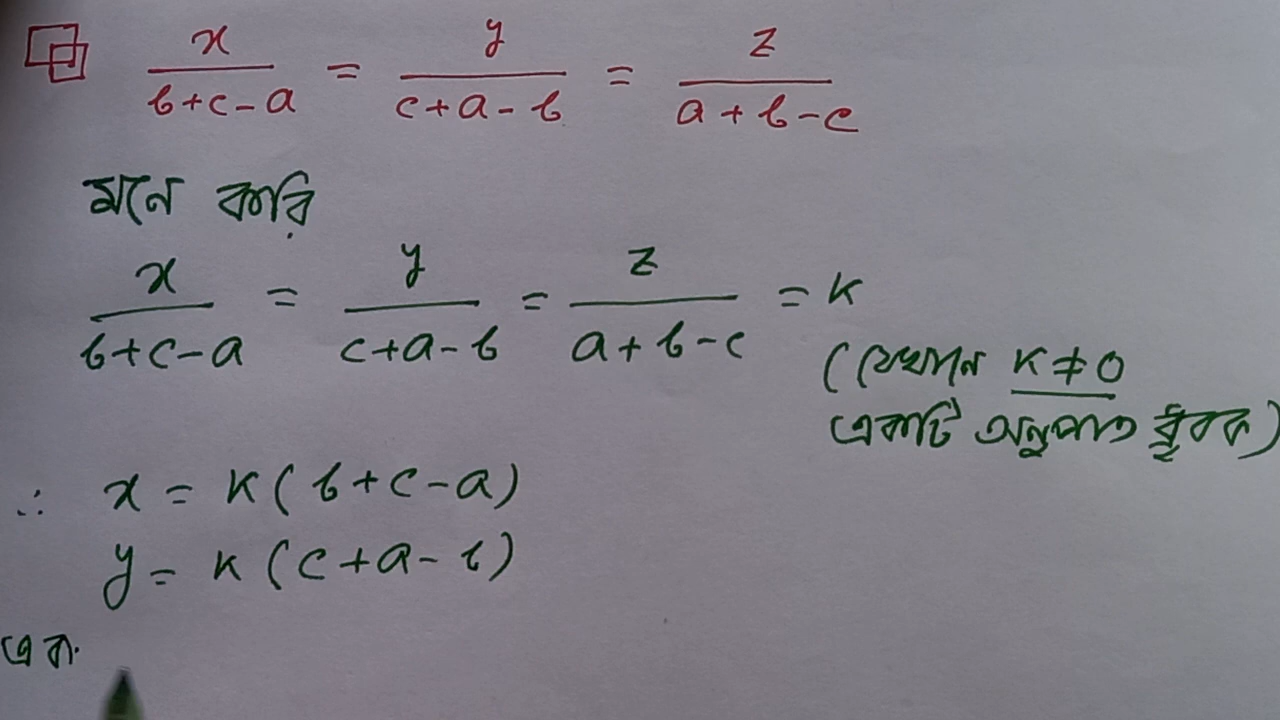 x/(b+c-a) = y/(c+a-b) = z/(a+b-c)
মনে করি
x/(b+c-a) = y/(c+a-b) = z/(a+b-c) = K
(যেখানে K≠0
একটি অনুপাত ধ্রুবক)
∴ x = K(b+c-a)
y = K(c+a-b)
এবং